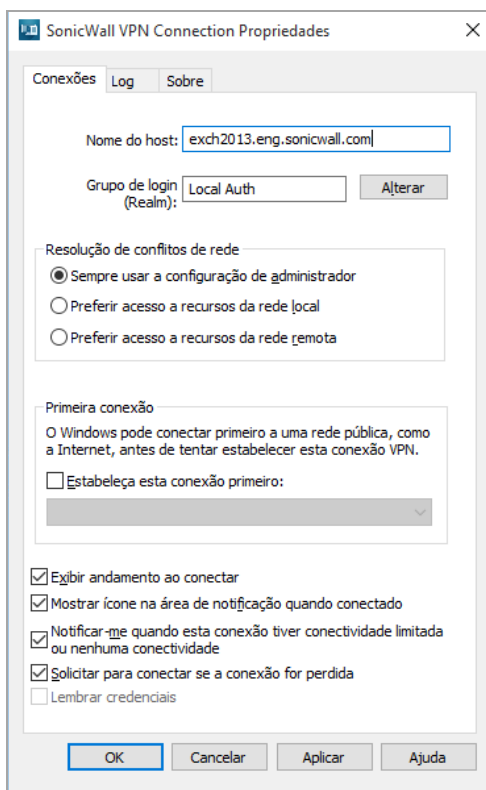 SonicWall VPN Connection Propriedades
Conexões
Log
Sobre
Nome do host: exch2013.eng.sonicwall.com
Grupo de login
(Realm):
Local Auth
Alterar
Resolução de conflitos de rede
Sempre usar a configuração de administrador
Preferir acesso a recursos da rede local
Preferir acesso a recursos da rede remota
Primeira conexão
O Windows pode conectar primeiro a uma rede pública, como
a Internet, antes de tentar estabelecer esta conexão VPN.
Estabeleça esta conexão primeiro:
Exibir andamento ao conectar
Mostrar ícone na área de notificação quando conectado
Notificar-me quando esta conexão tiver conectividade limitada
ou nenhuma conectividade
Solicitar para conectar se a conexão for perdida
Lembrar credenciais
OK
Cancelar
Aplicar
Ajuda